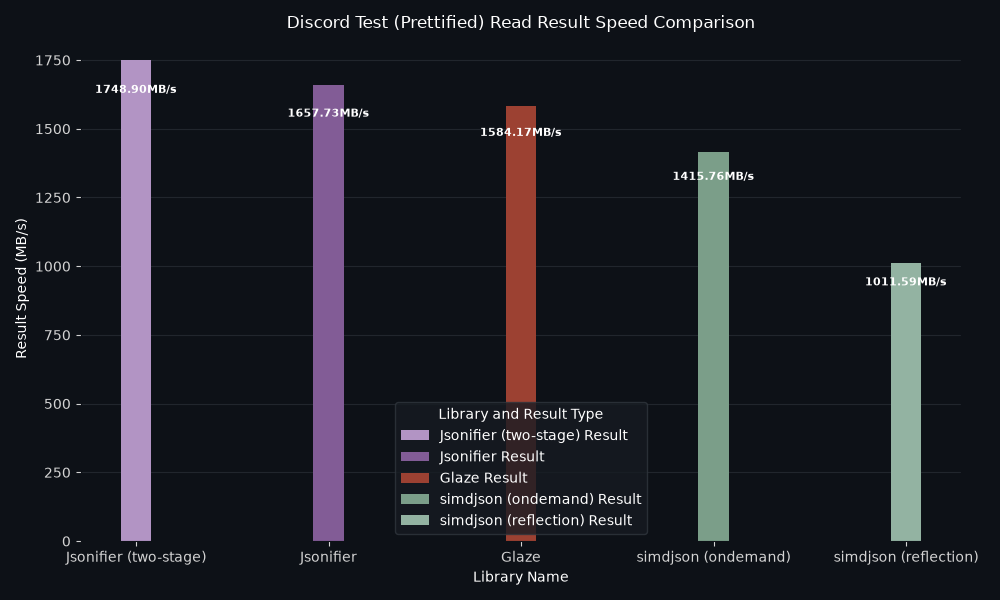 Discord Test (Prettified) Read Result Speed Comparison
Result Speed (MB/s)
1750
1500
1250
1000
750
500
250
0
1748.90MB/s
1657.73MB/s
1584.17MB/s
1415.76MB/s
1011.59MB/s
Library and Result Type
Jsonifier (two-stage) Result
Jsonifier Result
Glaze Result
simdjson (ondemand) Result
simdjson (reflection) Result
Jsonifier (two-stage)
Jsonifier
Glaze
simdjson (ondemand)
simdjson (reflection)
Library Name